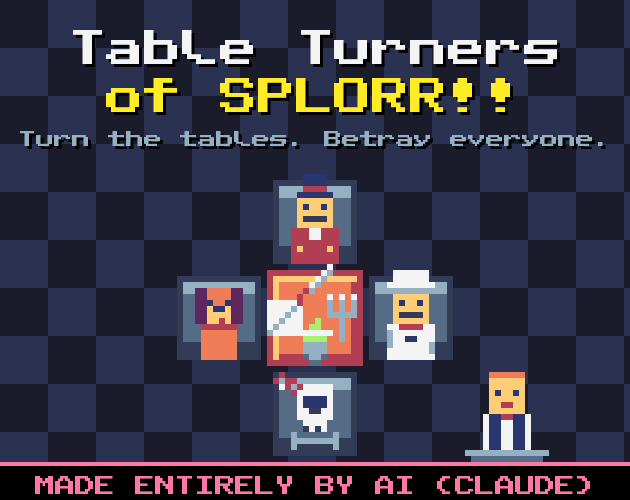 Table Turners
of SPLORR!!
Turn the tables. Betray everyone.
MADE ENTIRELY BY AI (CLAUDE)